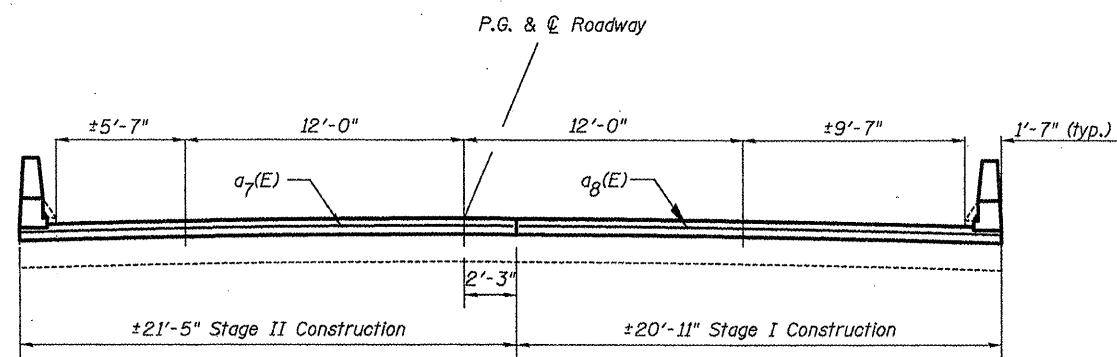 P.G. & ℄ Roadway
±5'-7"
12'-0"
12'-0"
±9'-7"
1'-7" (typ.)
a7(E)
a8(E)
2'-3"
±21'-5" Stage II Construction
±20'-11" Stage I Construction